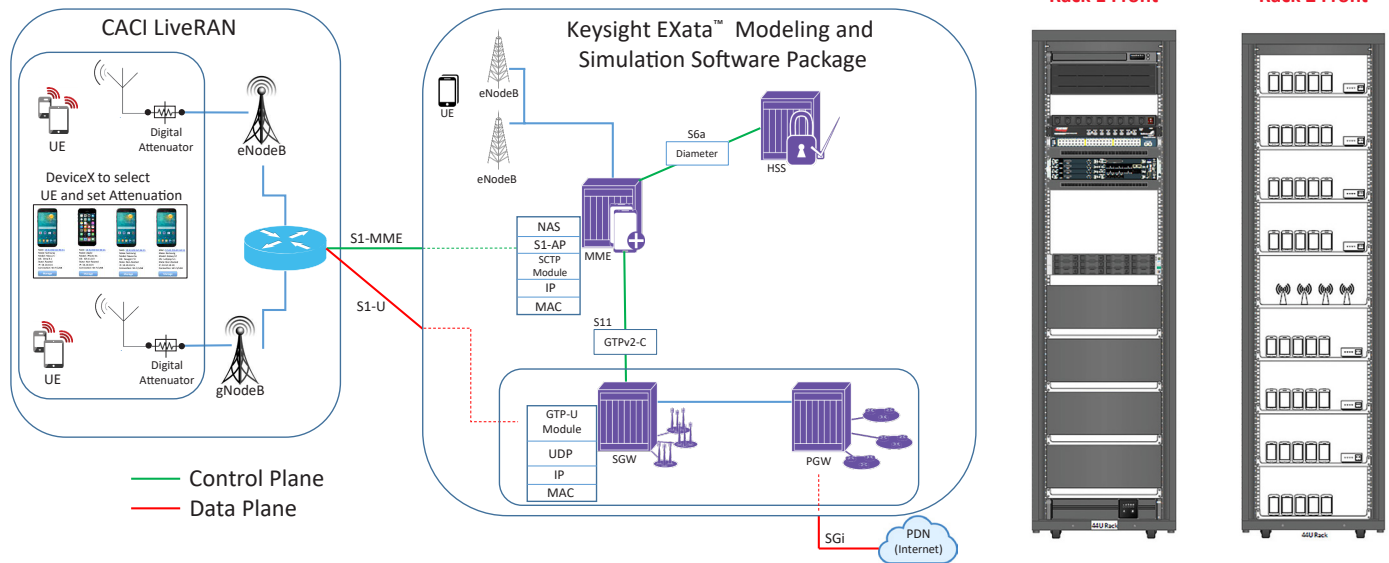 CACI LiveRAN
UE
Digital
Attenuator
eNodeB
DeviceX to select
UE and set Attenuation
UE
Digital
Attenuator
gNodeB
Control Plane
Data Plane
S1-MME
S1-U
Keysight EXata™ Modeling and
Simulation Software Package
UE
eNodeB
eNodeB
S6a
Diameter
HSS
NAS
S1-AP
SCTP
Module
IP
MAC
MME
S11
GTPv2-C
GTP-U
Module
UDP
IP
MAC
SGW
PGW
SGi
PDN
(Internet)
Rack 1 Front
44U Rack
Rack 2 Front
44U Rack